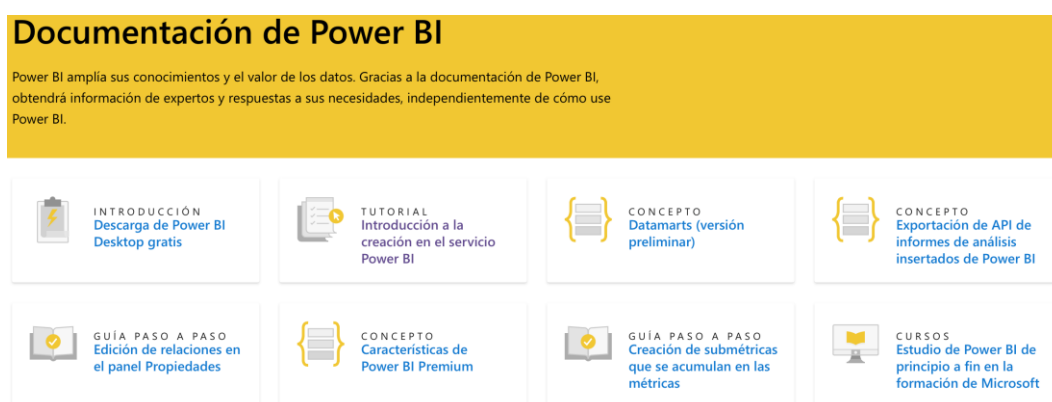 Documentación de Power BI
Power BI amplía sus conocimientos y el valor de los datos. Gracias a la documentación de Power BI,
obtendrá información de expertos y respuestas a sus necesidades, independientemente de cómo use
Power BI.
INTRODUCCIÓN
Descarga de Power BI
Desktop gratis
TUTORIAL
Introducción a la
creación en el servicio
Power BI
CONCEPTO
Datamarts (versión
preliminar)
CONCEPTO
Exportación de API de
informes de análisis
insertados de Power BI
GUÍA PASO A PASO
Edición de relaciones en
el panel Propiedades
CONCEPTO
Características de
Power BI Premium
GUÍA PASO A PASO
Creación de submétricas
que se acumulan en las
métricas
CURSOS
Estudio de Power BI de
principio a fin en la
formación de Microsoft